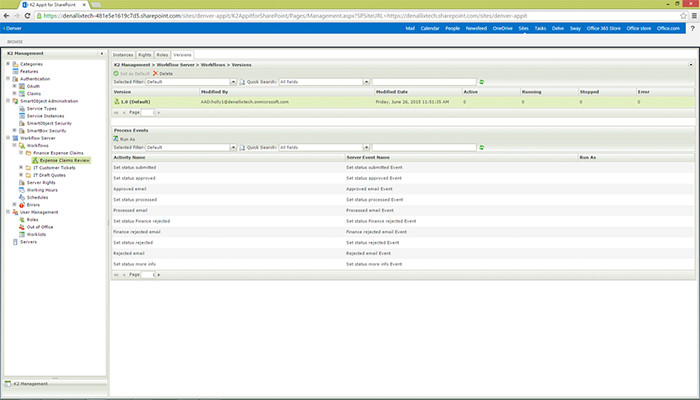 K2 Appit for SharePoint
https://denallixtech-481e5e1619c7d5.sharepoint.com/sites/denver-appit/K2AppitforSharePoint/Pages/Management.aspx?SPSiteURL=https://denallixtech.sharepoint.com/sites/denver-appit
Denver
Mail Calendar People Newsfeed OneDrive Sites Tasks Delve Sway Office 365 Store Office store Office.com
BROWSE
K2 Management
Categories
Features
Authentication
OAuth
Claims
SmartObject Administration
Service Types
Service Instances
SmartObject Security
SmartBox Security
Workflow Server
Workflows
Finance Expense Claims
Expense Claims Review
IT Customer Tickets
IT Draft Quotes
Server Rights
Working Hours
Schedules
Errors
User Management
Roles
Out of Office
Worklists
Servers
K2 Management
Instances Rights Roles Versions
K2 Management > Workflow Server > Workflows > Versions
Set as Default Delete
Selected Filter: Default Quick Search: All fields
Version Modified By Modified Date Active Running Stopped Error
1.0 (Default) AAD:holly1@denallixtech.onmicrosoft.com Friday, June 26, 2015 11:51:35 AM 0 0 0 0
Page 1
Process Events
Run As
Selected Filter: Default Quick Search: All fields
Activity Name Server Event Name Run As
Set status submitted Set status submitted Event
Set status approved Set status approved Event
Approved email Approved email Event
Set status processed Set status processed Event
Processed email Processed email Event
Set status Finance rejected Set status Finance rejected Event
Finance rejected email Finance rejected email Event
Set status rejected Set status rejected Event
Rejected email Rejected email Event
Set status more info Set status more info Event
Page 1